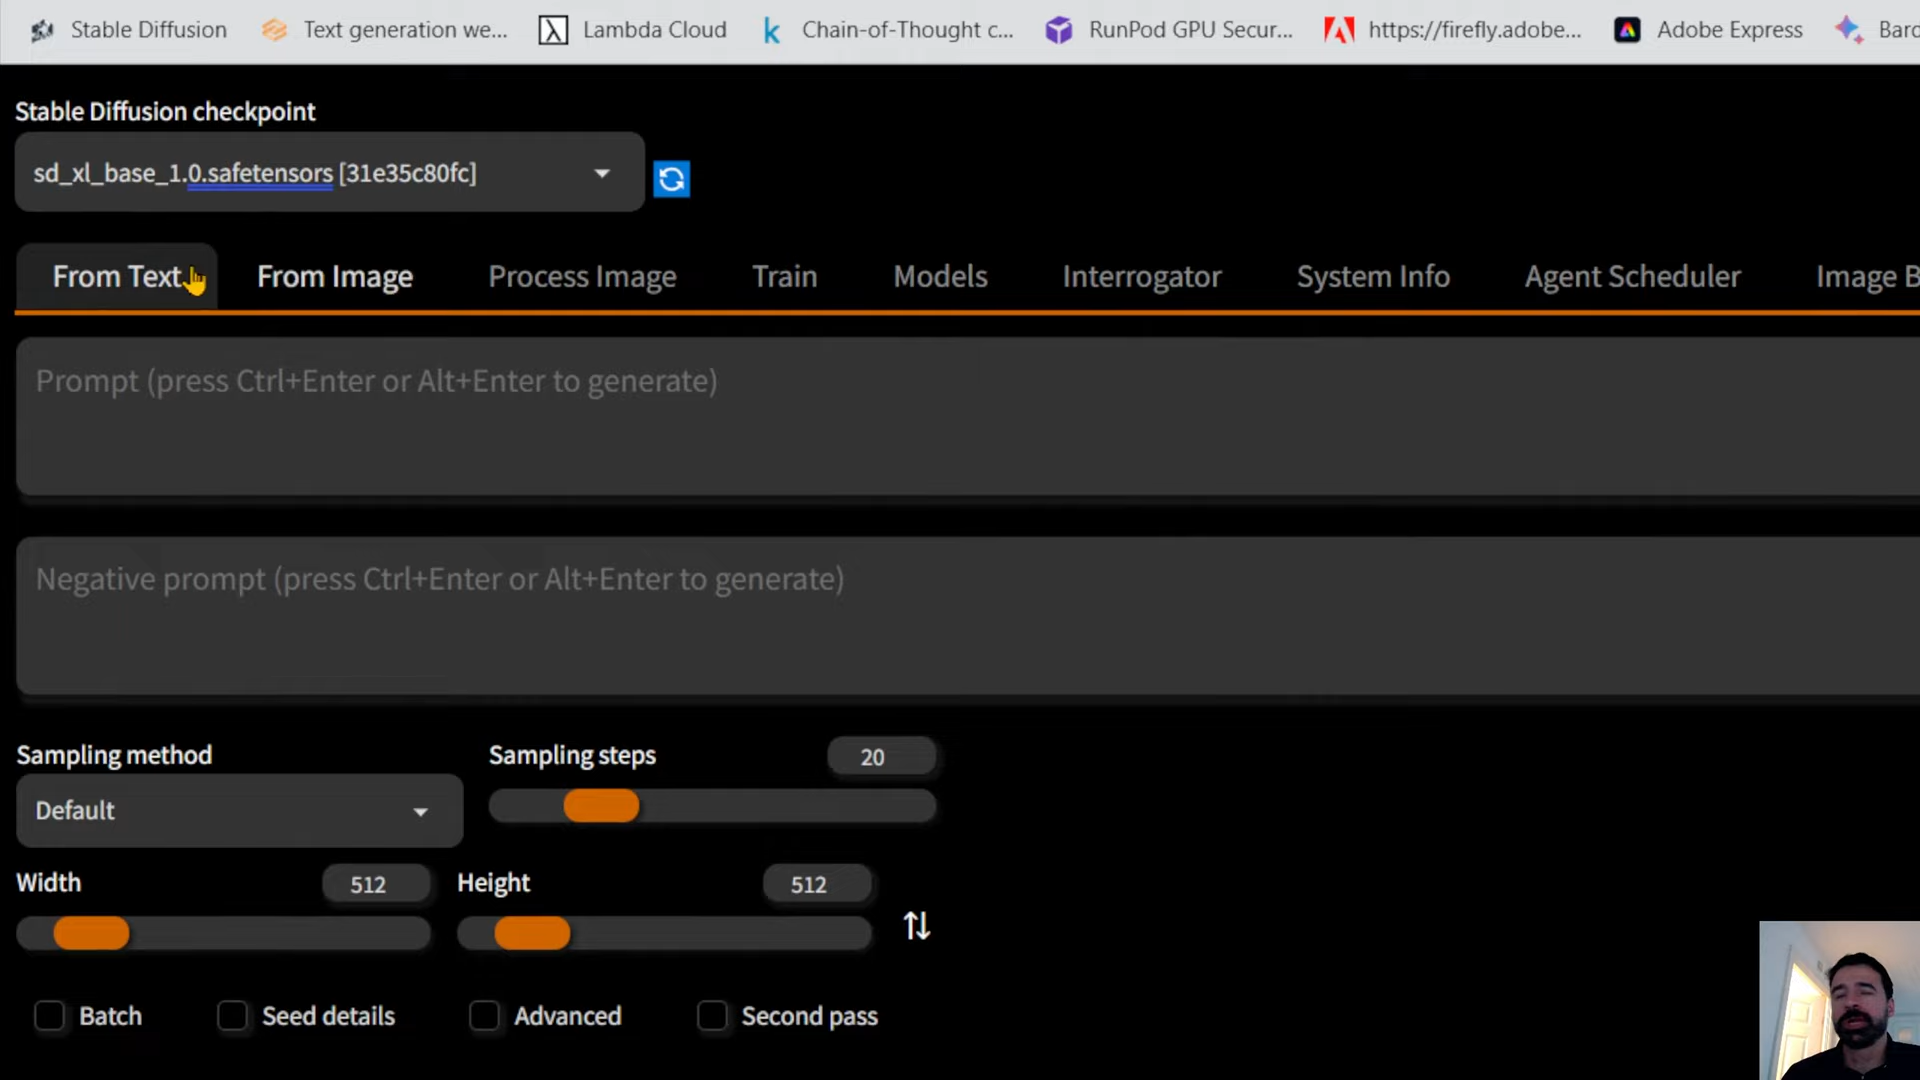 Stable Diffusion Text generation we... Lambda Cloud Chain-of-Thought c... RunPod GPU Secur... https://firefly.adobe... Adobe Express Bard
Stable Diffusion checkpoint
sd_xl_base_1.0.safetensors [31e35c80fc]
From Text From Image Process Image Train Models Interrogator System Info Agent Scheduler Image B
Prompt (press Ctrl+Enter or Alt+Enter to generate)
Negative prompt (press Ctrl+Enter or Alt+Enter to generate)
Sampling method Sampling steps 20
Default
Width 512 Height 512
Batch Seed details Advanced Second pass